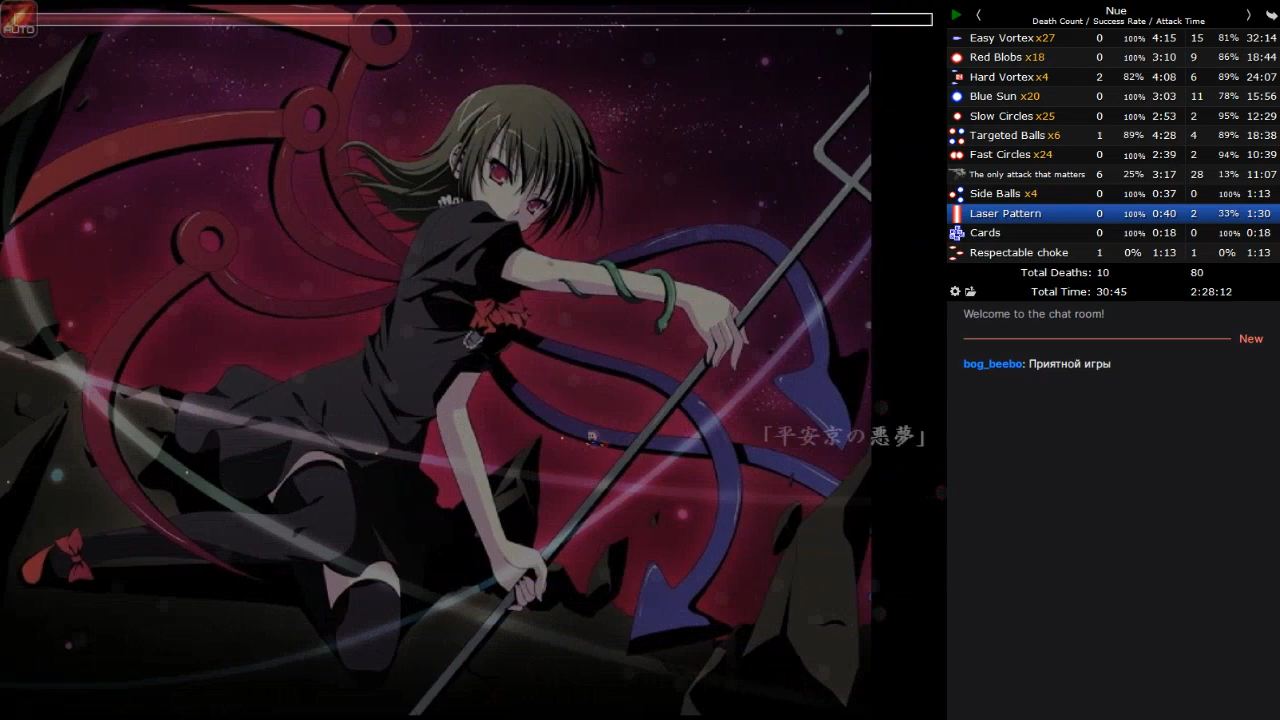 AUTO
Nue
Death Count / Success Rate / Attack Time
Easy Vortex x27 0 100% 4:15 15 81% 32:14
Red Blobs x18 0 100% 3:10 9 86% 18:44
Hard Vortex x4 2 82% 4:08 6 89% 24:07
Blue Sun x20 0 100% 3:03 11 78% 15:56
Slow Circles x25 0 100% 2:53 2 95% 12:29
Targeted Balls x6 1 89% 4:28 4 89% 18:38
Fast Circles x24 0 100% 2:39 2 94% 10:39
The only attack that matters 6 25% 3:17 28 13% 11:07
Side Balls x4 0 100% 0:37 0 100% 1:13
Laser Pattern 0 100% 0:40 2 33% 1:30
Cards 0 100% 0:18 0 100% 0:18
Respectable choke 1 0% 1:13 1 0% 1:13
Total Deaths: 10 80
Total Time: 30:45 2:28:12
Welcome to the chat room!
New
bog_beebo: Приятной игры
「平安京の悪夢」